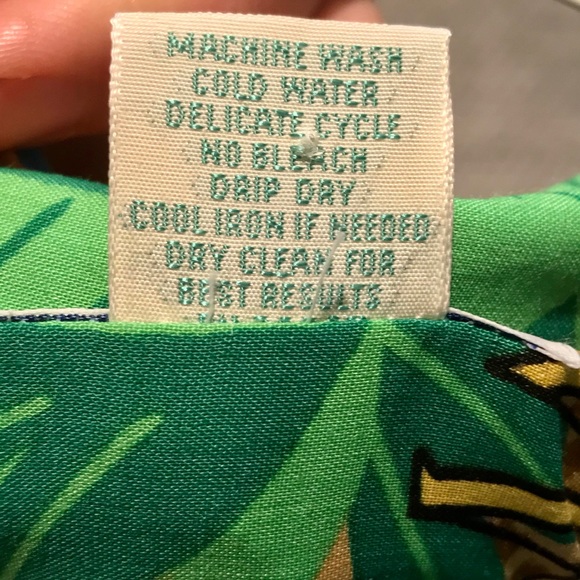 MACHINE WASH
COLD WATER
DELICATE CYCLE
NO BLEACH
DRIP DRY
COOL IRON IF NEEDED
DRY CLEAN FOR
BEST RESULTS